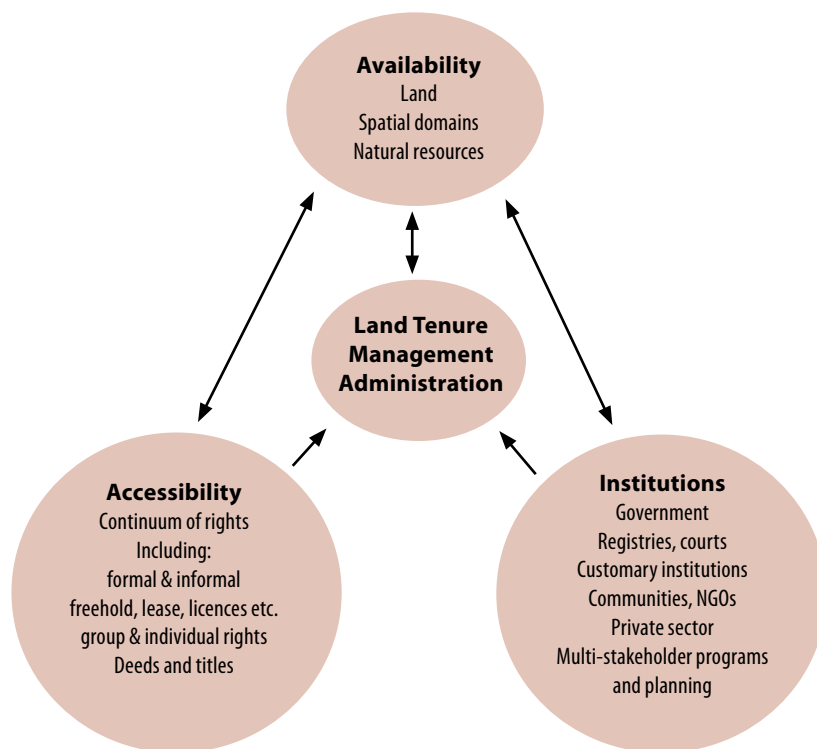 Availability
Land
Spatial domains
Natural resources
Land Tenure
Management
Administration
Accessibility
Continuum of rights
Including:
formal & informal
freehold, lease, licences etc.
group & individual rights
Deeds and titles
Institutions
Government
Registries, courts
Customary institutions
Communities, NGOs
Private sector
Multi-stakeholder programs
and planning